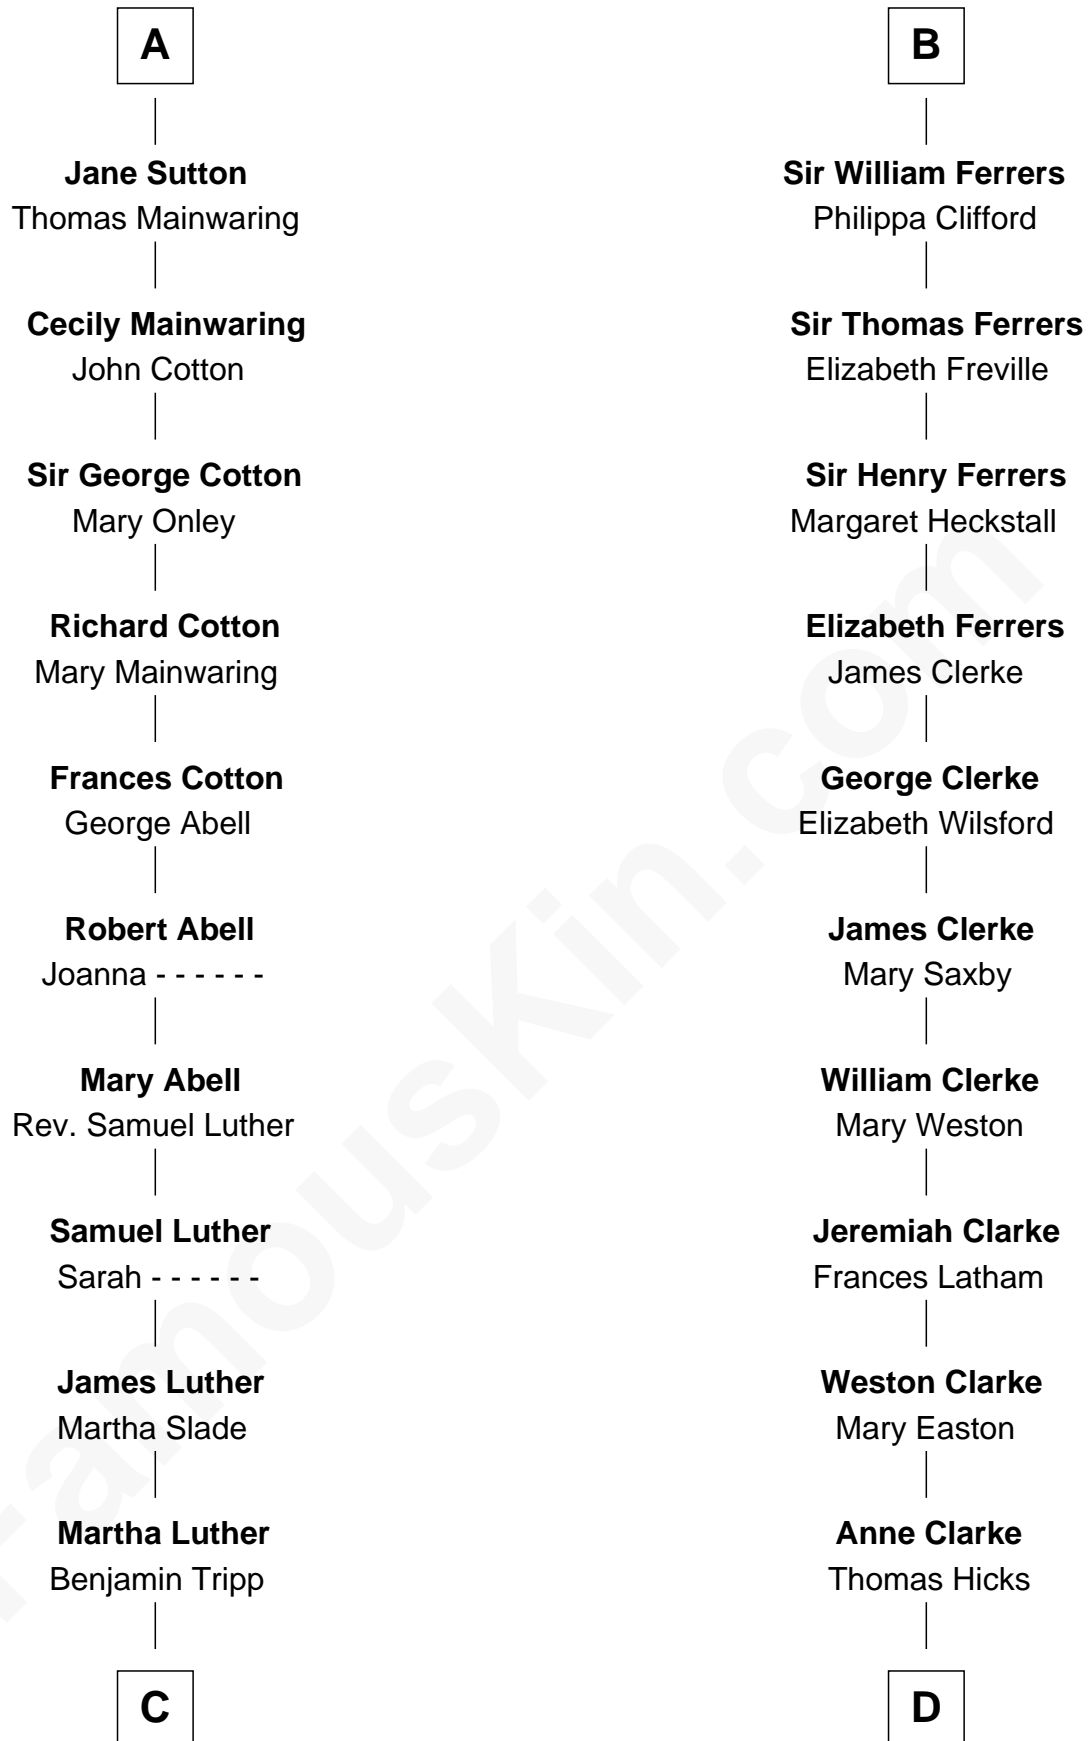 A
Jane Sutton
Thomas Mainwaring
Cecily Mainwaring
John Cotton
Sir George Cotton
Mary Onley
Richard Cotton
Mary Mainwaring
Frances Cotton
George Abell
Robert Abell
Joanna - - - - - -
Mary Abell
Rev. Samuel Luther
Samuel Luther
Sarah - - - - - -
James Luther
Martha Slade
Martha Luther
Benjamin Tripp
C
B
Sir William Ferrers
Philippa Clifford
Sir Thomas Ferrers
Elizabeth Freville
Sir Henry Ferrers
Margaret Heckstall
Elizabeth Ferrers
James Clerke
George Clerke
Elizabeth Wilsford
James Clerke
Mary Saxby
William Clerke
Mary Weston
Jeremiah Clarke
Frances Latham
Weston Clarke
Mary Easton
Anne Clarke
Thomas Hicks
D
FamousKin.com